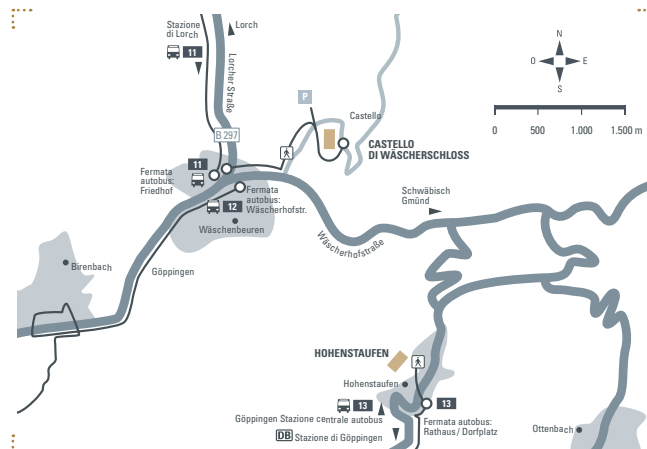 Stazione
di Lorch
11
Lorch
Lorcher Straße
B 297
P
Castello
CASTELLO
DI WÄSCHERSCHLOSS
N
O
E
S
0
500
1.000
1.500 m
11
Fermata
autobus:
Friedhof
Fermata
autobus:
Wäscherhofstr.
12
Wäschenbeuren
Schwäbisch
Gmünd
Wäscherhofstraße
Birenbach
Göppingen
HOHENSTAUFEN
Hohenstaufen
13
13
Göppingen Stazione centrale autobus
Fermata autobus:
Rathaus / Dorfplatz
DB Stazione di Göppingen
Ottenbach